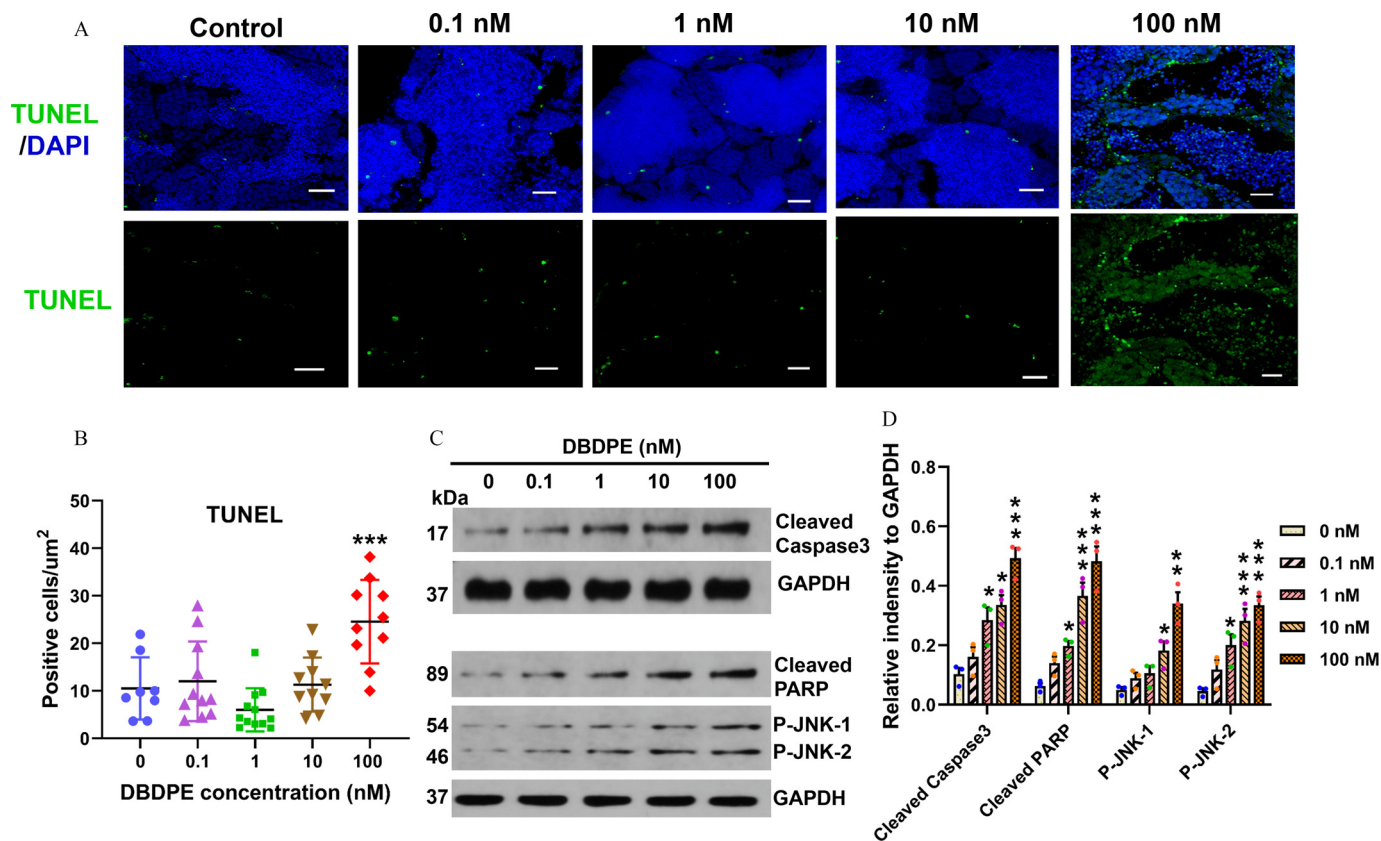 A
Control
0.1 nM
1 nM
10 nM
100 nM
TUNEL
/DAPI
TUNEL
B
TUNEL
Positive cells/um²
50
40
30
20
10
0
***
0
0.1
1
10
100
DBDPE concentration (nM)
C
DBDPE (nM)
0
0.1
1
10
100
kDa
17
Cleaved
Caspase3
37
GAPDH
89
Cleaved
PARP
54
P-JNK-1
46
P-JNK-2
37
GAPDH
D
Relative indensity to GAPDH
0.8
0.6
0.4
0.2
0.0
*
*
***
*
***
***
*
**
*
***
***
Cleaved Caspase3
Cleaved PARP
P-JNK-1
P-JNK-2
0 nM
0.1 nM
1 nM
10 nM
100 nM